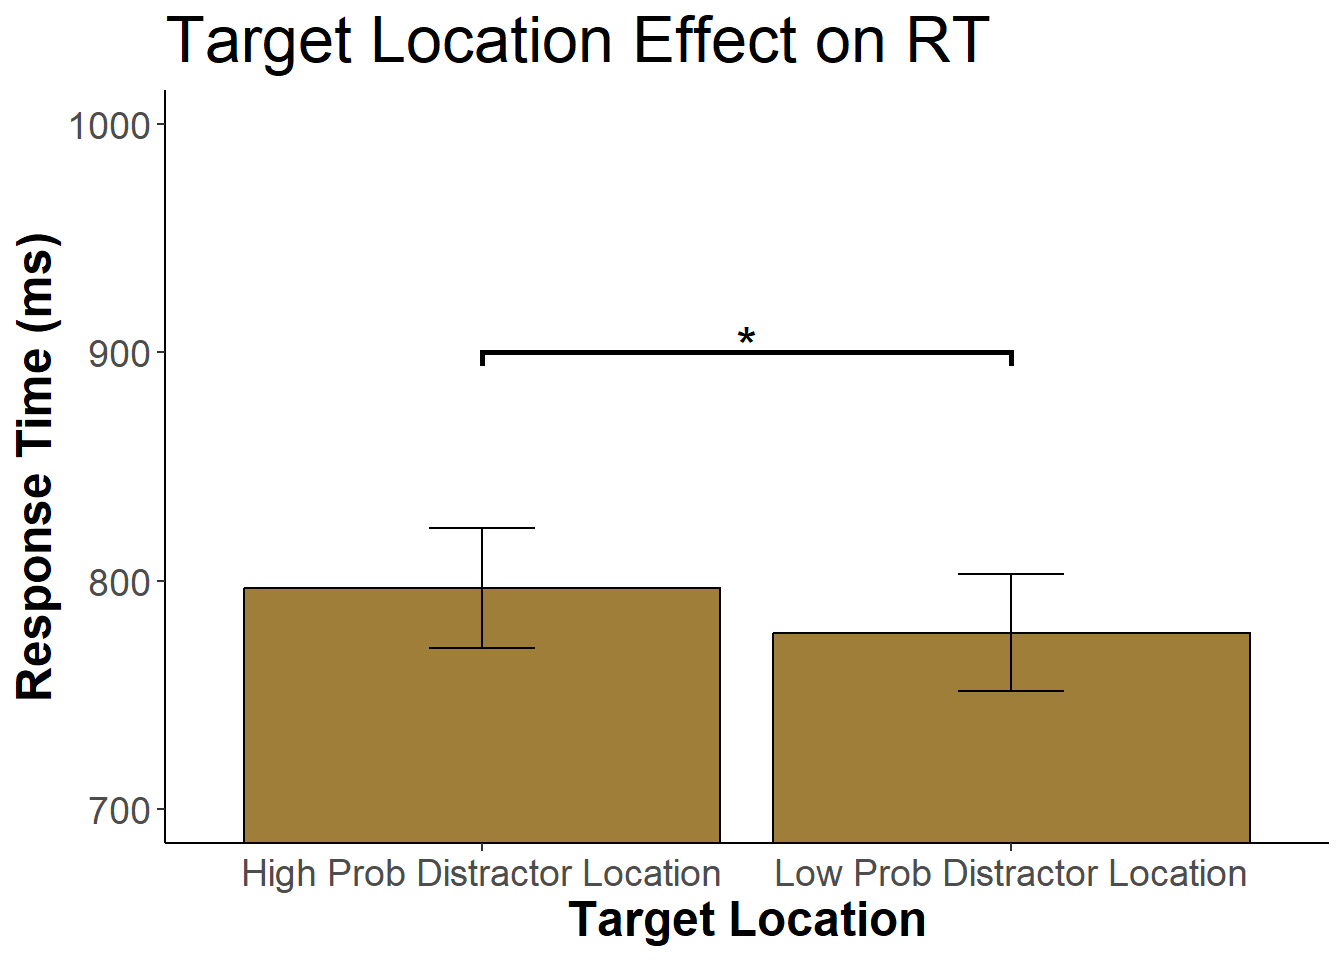 Target Location Effect on RT
Response Time (ms)
1000
900
800
700
*
High Prob Distractor Location
Low Prob Distractor Location
Target Location